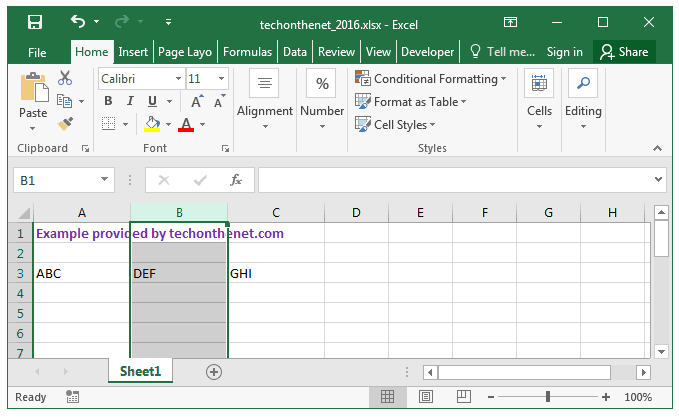 techonthenet_2016.xlsx - Excel
File Home Insert Page Layo Formulas Data Review View Developer Tell me... Sign in Share
Calibri 11
Paste
B I U A A
A
Alignment
%
Number
Conditional Formatting
Format as Table
Cell Styles
Cells
Editing
Clipboard Font Styles
B1 fx
A B C D E F G H
1 Example provided by techonthenet.com
2
3 ABC DEF GHI
4
5
6
7
Sheet1
Ready 100%